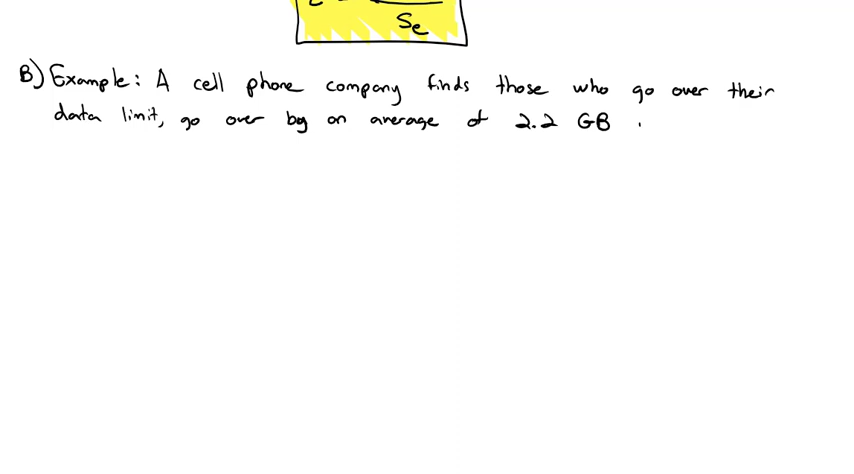 Se
B) Example: A cell phone company finds those who go over their
data limit, go over by on average of 2.2 GB .